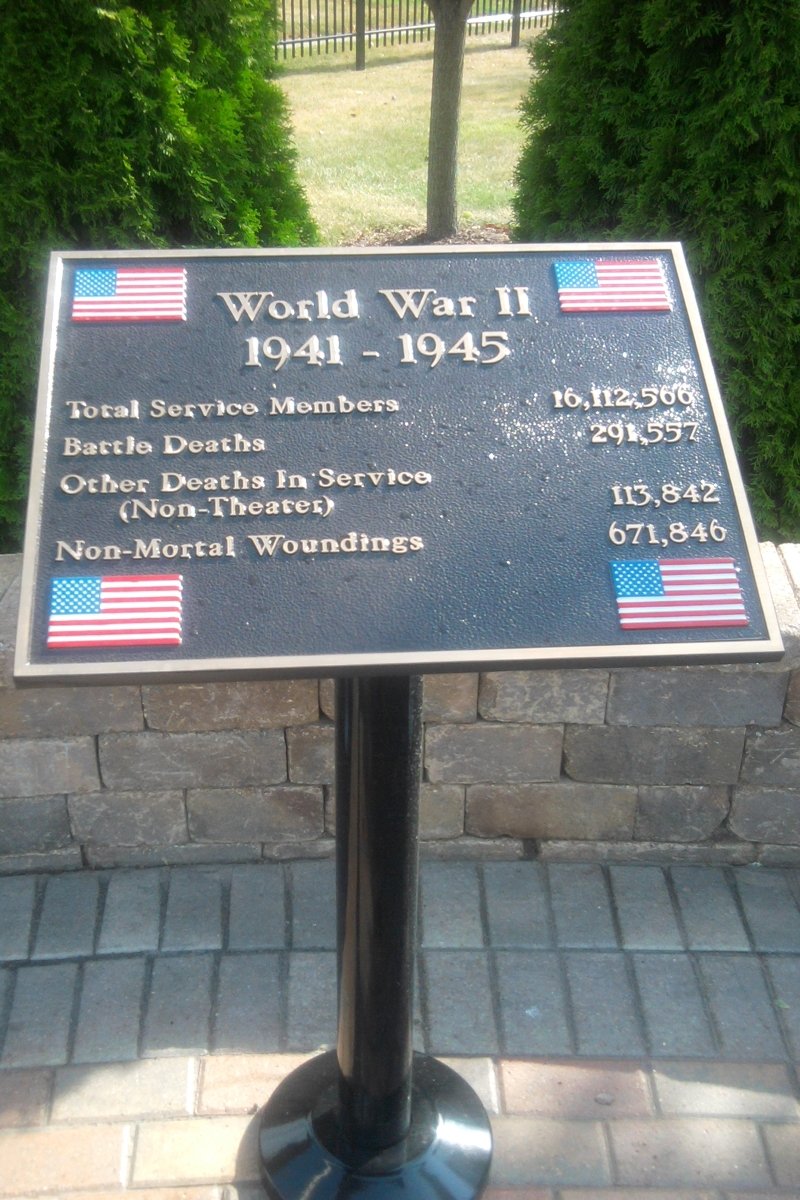 World War II
1941 - 1945
Total Service Members 16,112,566
Battle Deaths 291,557
Other Deaths In Service
(Non-Theater) 113,842
Non-Mortal Woundings 671,846